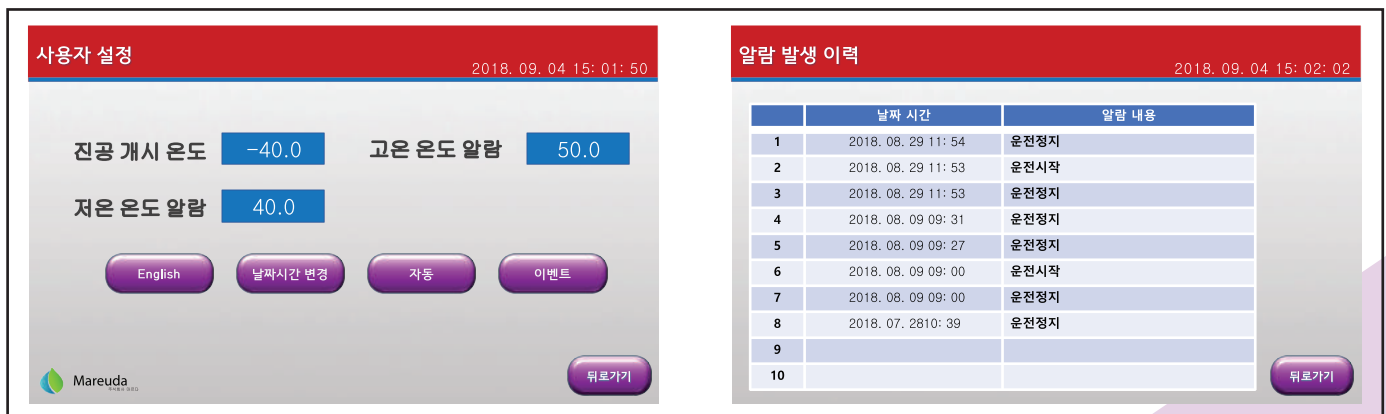 사용자 설정
2018. 09. 04 15: 01: 50
진공 개시 온도 -40.0 고온 온도 알람 50.0
저온 온도 알람 40.0
English 날짜시간 변경 자동 이벤트
Mareuda
뒤로가기
알람 발생 이력
2018. 09. 04 15: 02: 02
날짜 시간 알람 내용
1 2018. 08. 29 11: 54 운전정지
2 2018. 08. 29 11: 53 운전시작
3 2018. 08. 29 11: 53 운전정지
4 2018. 08. 09 09: 31 운전정지
5 2018. 08. 09 09: 27 운전정지
6 2018. 08. 09 09: 00 운전시작
7 2018. 08. 09 09: 00 운전정지
8 2018. 07. 2810: 39 운전정지
9
10
뒤로가기